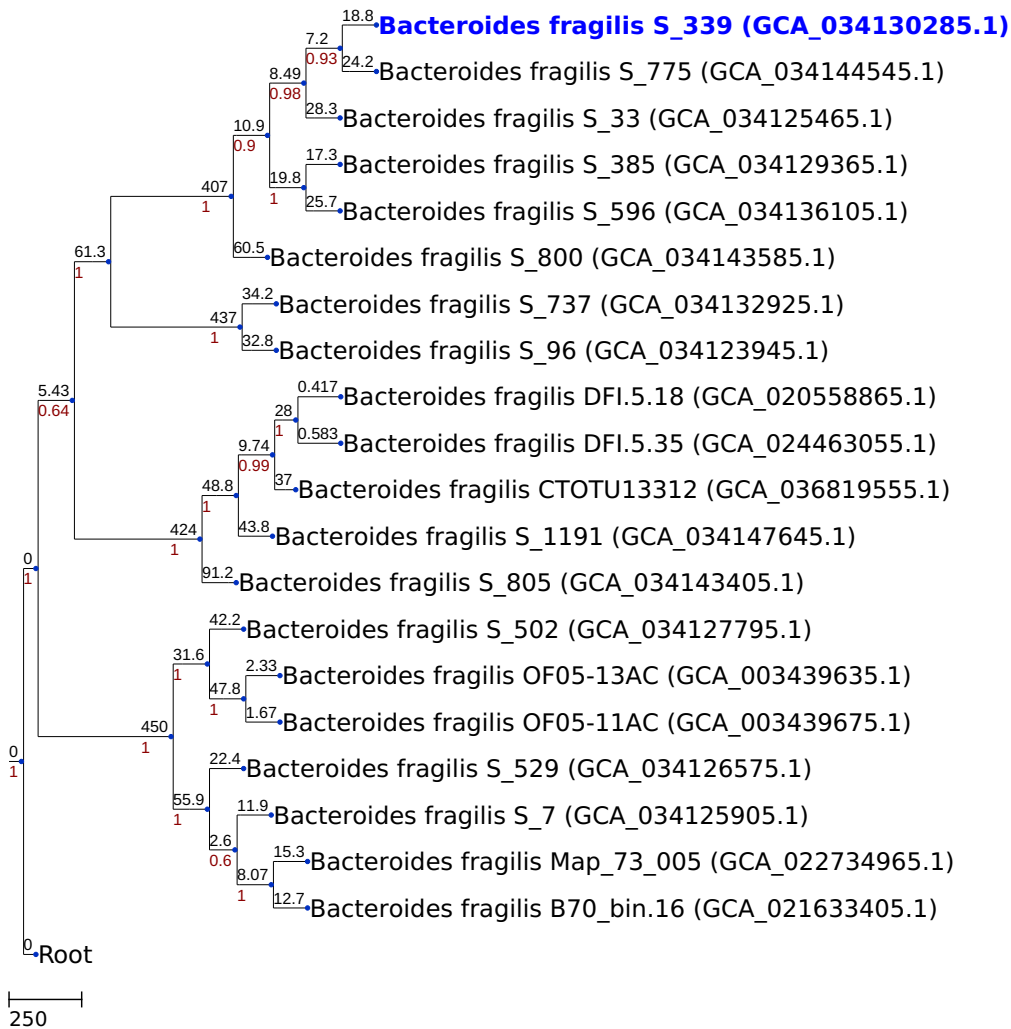 18.8
Bacteroides fragilis S_339 (GCA_034130285.1)
7.2
0.93
24.2
Bacteroides fragilis S_775 (GCA_034144545.1)
8.49
0.98
28.3
Bacteroides fragilis S_33 (GCA_034125465.1)
10.9
0.9
17.3
Bacteroides fragilis S_385 (GCA_034129365.1)
19.8
1
25.7
Bacteroides fragilis S_596 (GCA_034136105.1)
407
1
60.5
Bacteroides fragilis S_800 (GCA_034143585.1)
61.3
1
34.2
Bacteroides fragilis S_737 (GCA_034132925.1)
437
1
32.8
Bacteroides fragilis S_96 (GCA_034123945.1)
5.43
0.64
0.417
Bacteroides fragilis DFI.5.18 (GCA_020558865.1)
28
1
0.583
Bacteroides fragilis DFI.5.35 (GCA_024463055.1)
9.74
0.99
37
Bacteroides fragilis CTOTU13312 (GCA_036819555.1)
48.8
1
43.8
Bacteroides fragilis S_1191 (GCA_034147645.1)
424
1
91.2
Bacteroides fragilis S_805 (GCA_034143405.1)
0
1
42.2
Bacteroides fragilis S_502 (GCA_034127795.1)
31.6
1
2.33
Bacteroides fragilis OF05-13AC (GCA_003439635.1)
47.8
1
1.67
Bacteroides fragilis OF05-11AC (GCA_003439675.1)
450
1
22.4
Bacteroides fragilis S_529 (GCA_034126575.1)
0
1
55.9
1
11.9
Bacteroides fragilis S_7 (GCA_034125905.1)
2.6
0.6
15.3
Bacteroides fragilis Map_73_005 (GCA_022734965.1)
8.07
1
12.7
Bacteroides fragilis B70_bin.16 (GCA_021633405.1)
0
Root
250